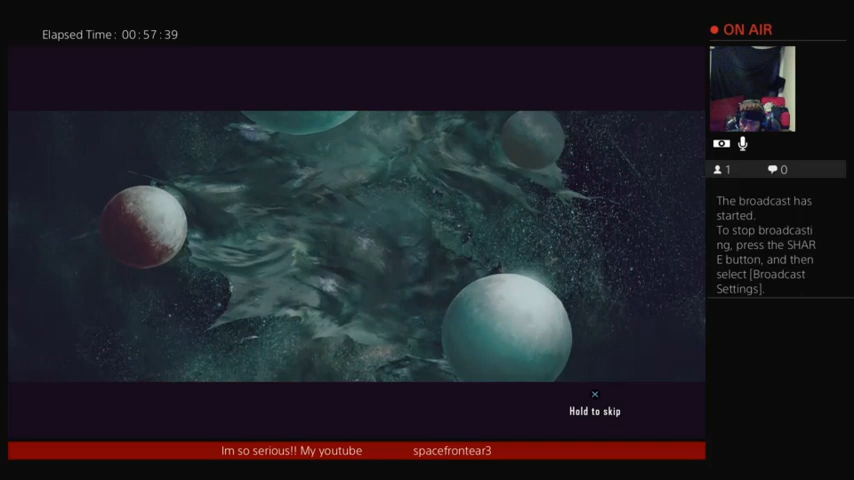 Elapsed Time: 00:57:39
ON AIR
1
0
The broadcast has
started.
To stop broadcasti
ng, press the SHAR
E button, and then
select [Broadcast
Settings].
Hold to skip
Im so serious!! My youtube spacefrontear3